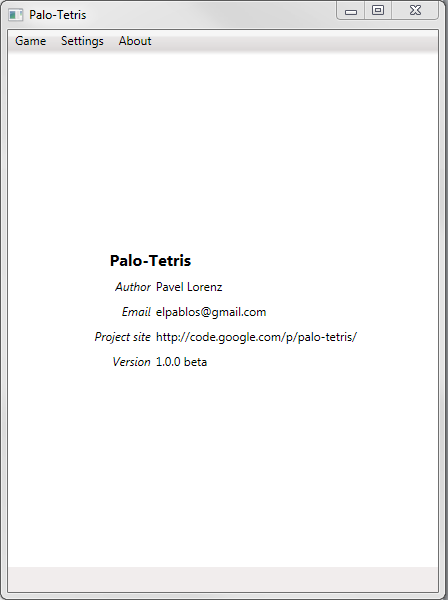 Palo-Tetris
Game Settings About
Palo-Tetris
Author Pavel Lorenz
Email elpablos@gmail.com
Project site http://code.google.com/p/palo-tetris/
Version 1.0.0 beta